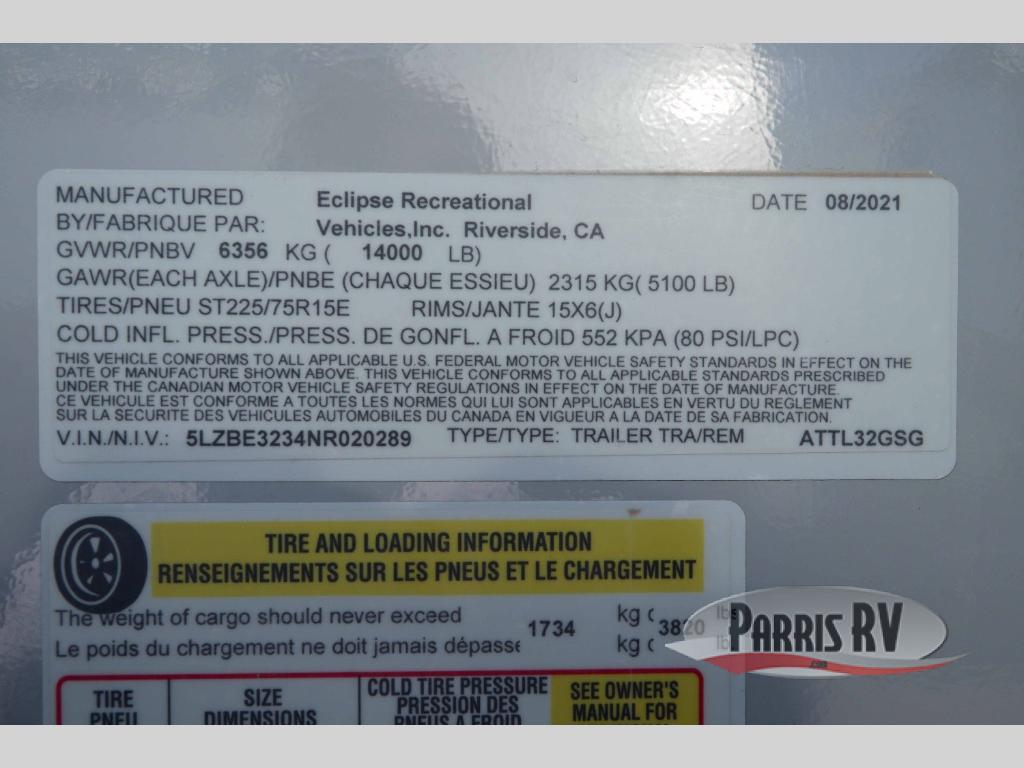 MANUFACTURED Eclipse Recreational DATE 08/2021
BY/FABRIQUE PAR: Vehicles,Inc. Riverside, CA
GVWR/PNBV 6356 KG ( 14000 LB)
GAWR(EACH AXLE)/PNBE (CHAQUE ESSIEU) 2315 KG( 5100 LB)
TIRES/PNEU ST225/75R15E RIMS/JANTE 15X6(J)
COLD INFL. PRESS./PRESS. DE GONFL. A FROID 552 KPA (80 PSI/LPC)
THIS VEHICLE CONFORMS TO ALL APPLICABLE U.S. FEDERAL MOTOR VEHICLE SAFETY STANDARDS IN EFFECT ON THE
DATE OF MANUFACTURE SHOWN ABOVE. THIS VEHICLE CONFORMS TO ALL APPLICABLE STANDARDS PRESCRIBED
UNDER THE CANADIAN MOTOR VEHICLE SAFETY REGULATIONS IN EFFECT ON THE DATE OF MANUFACTURE.
CE VEHICULE EST CONFORME A TOUTES LES NORMES QUI LUI SONT APPLICABLES EN VERTU DU REGLEMENT
SUR LA SECURITE DES VEHICULES AUTOMOBILES DU CANADA EN VIGUEUR A LA DATE DE SA FABRICATION.
V.I.N./N.I.V.: 5LZBE3234NR020289 TYPE/TYPE: TRAILER TRA/REM ATTL32GSG
TIRE AND LOADING INFORMATION
RENSEIGNEMENTS SUR LES PNEUS ET LE CHARGEMENT
The weight of cargo should never exceed kg ( lbs
1734 3820
Le poids du chargement ne doit jamais dépasse kg ( lb
PARRIS RV
.com
TIRE SIZE COLD TIRE PRESSURE SEE OWNER'S
PNEU DIMENSIONS PRESSION DES MANUAL FOR
PNEUS A FROID